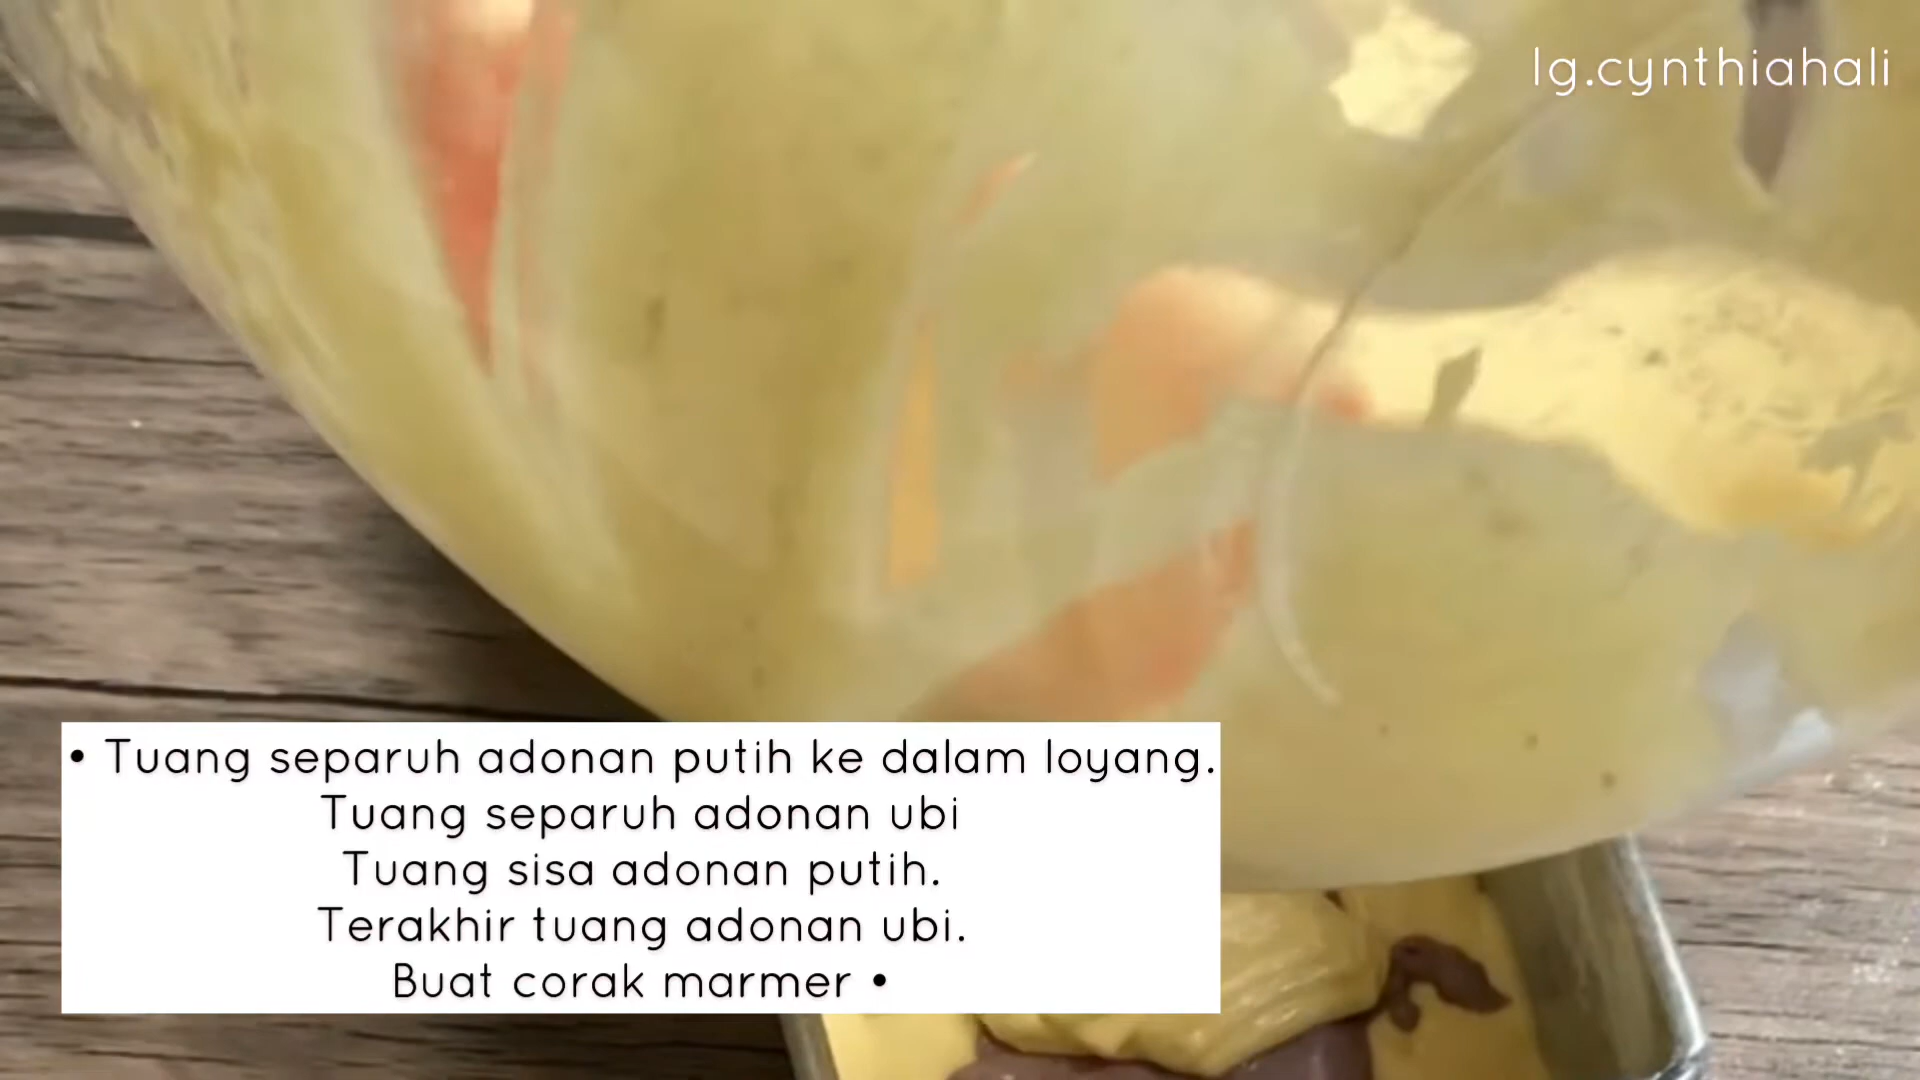 Ig.cynthiahali
• Tuang separuh adonan putih ke dalam loyang.
Tuang separuh adonan ubi
Tuang sisa adonan putih.
Terakhir tuang adonan ubi.
Buat corak marmer •